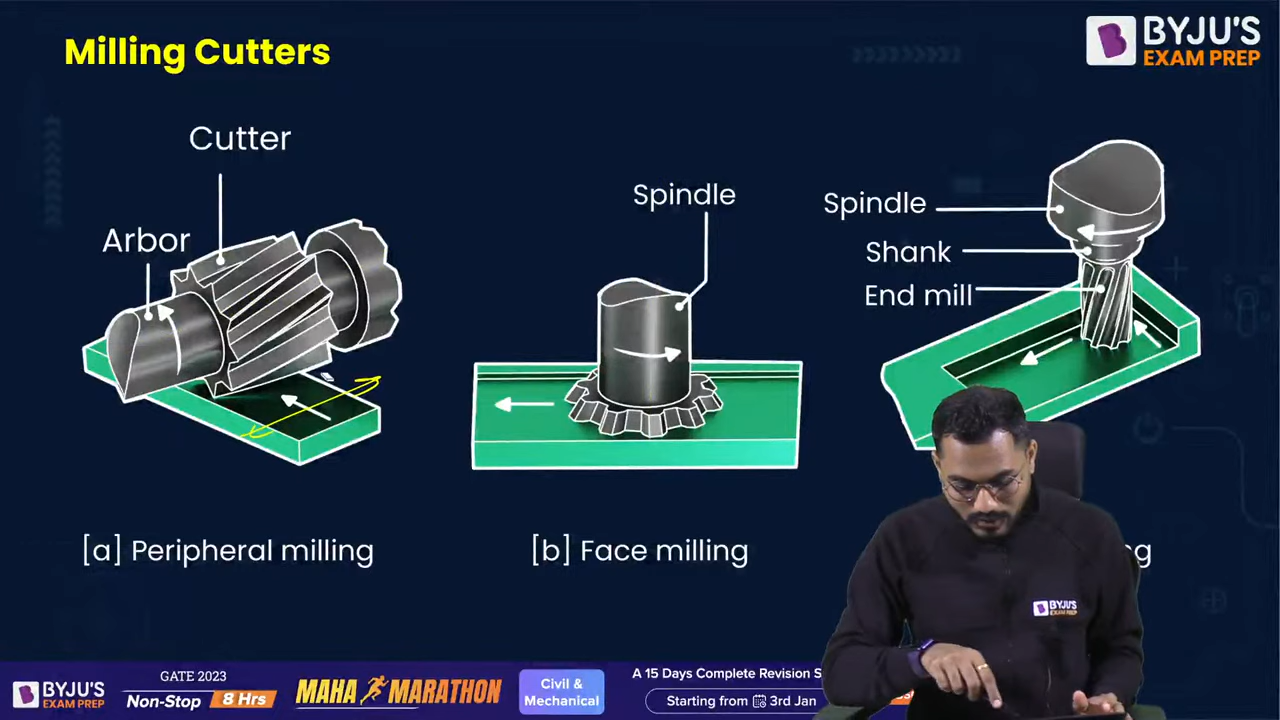 Milling Cutters
BYJU'S
EXAM PREP
Cutter
Arbor
Spindle
Spindle
Shank
End mill
[a] Peripheral milling
[b] Face milling
BYJU'S
EXAM PREP
BYJU'S
EXAM PREP
GATE 2023
Non-Stop 8 Hrs
MAHA MARATHON
Civil &
Mechanical
A 15 Days Complete Revision
Starting from 3rd Jan